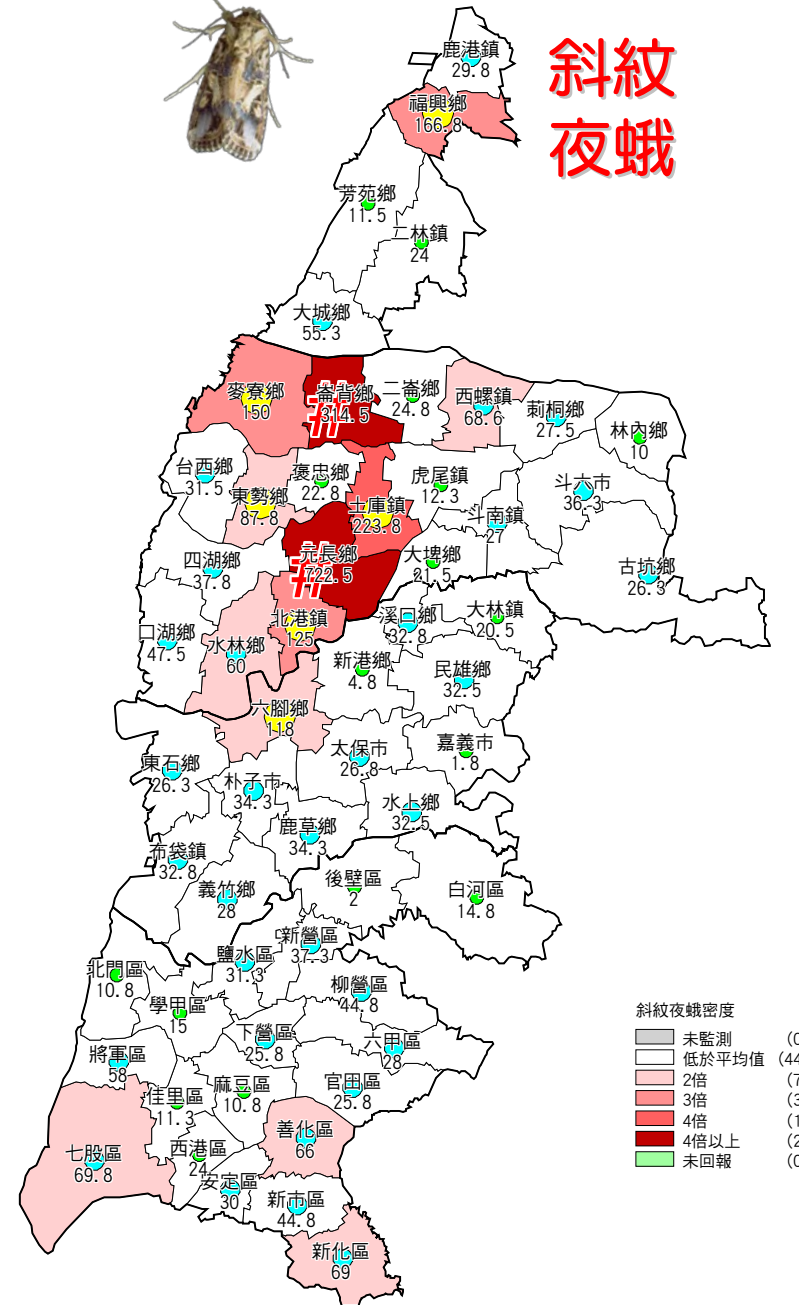 斜紋
夜蛾
鹿港鎮
29.8
福興鄉
166.8
芳苑鄉
11.5
二林鎮
24
大城鄉
55.3
麥寮鄉
150
崙背鄉
314.5
#
二崙鄉
24.8
西螺鎮
68.6
莿桐鄉
27.5
林內鄉
10
台西鄉
31.5
東勢鄉
87.8
褒忠鄉
22.8
土庫鎮
223.8
虎尾鎮
12.3
斗南鎮
27
斗六市
36.3
四湖鄉
37.8
元長鄉
722.5
#
大埤鄉
21.5
古坑鄉
26.3
口湖鄉
47.5
水林鄉
60
北港鎮
125
溪口鄉
32.8
大林鎮
20.5
新港鄉
4.8
民雄鄉
32.5
六腳鄉
118
東石鄉
26.3
朴子市
34.3
太保市
26.8
嘉義市
1.8
水上鄉
32.5
鹿草鄉
34.3
布袋鎮
32.8
義竹鄉
28
後壁區
2
白河區
14.8
新營區
37.3
鹽水區
31.3
北門區
10.8
學甲區
15
柳營區
44.8
下營區
25.8
六甲區
28
將軍區
58
佳里區
11.3
麻豆區
10.8
官田區
25.8
七股區
69.8
西港區
24
善化區
66
安定區
30
新市區
44.8
新化區
69
斜紋夜蛾密度
未監測 (0
低於平均值 (44
2倍 (7
3倍 (3
4倍 (1
4倍以上 (2
未回報 (0